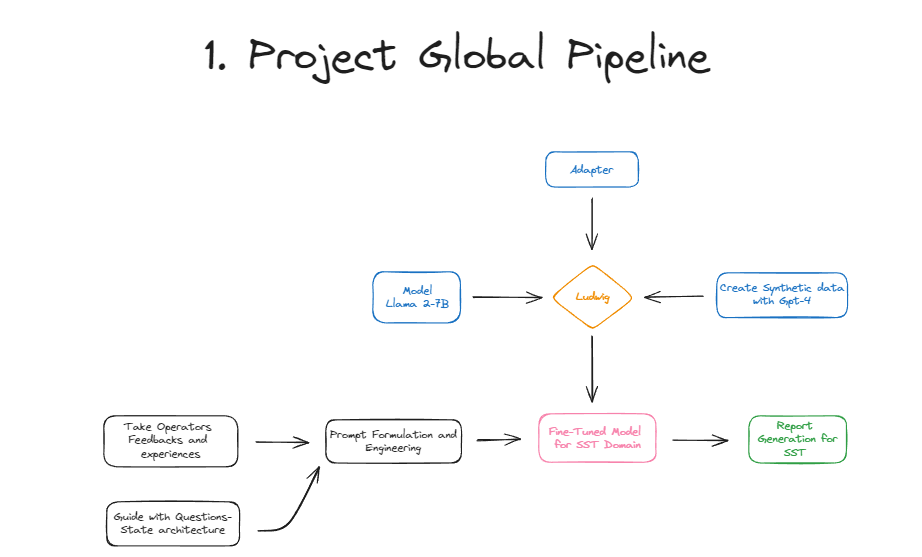 1. Project Global Pipeline
Adapter
Model
Llama 2-7B
Ludwig
Create Synthetic data
with Gpt-4
Take Operators
Feedbacks and
experiences
Prompt Formulation and
Engineering
Fine-Tuned Model
for SST Domain
Report
Generation for
SST
Guide with Questions-
State architecture